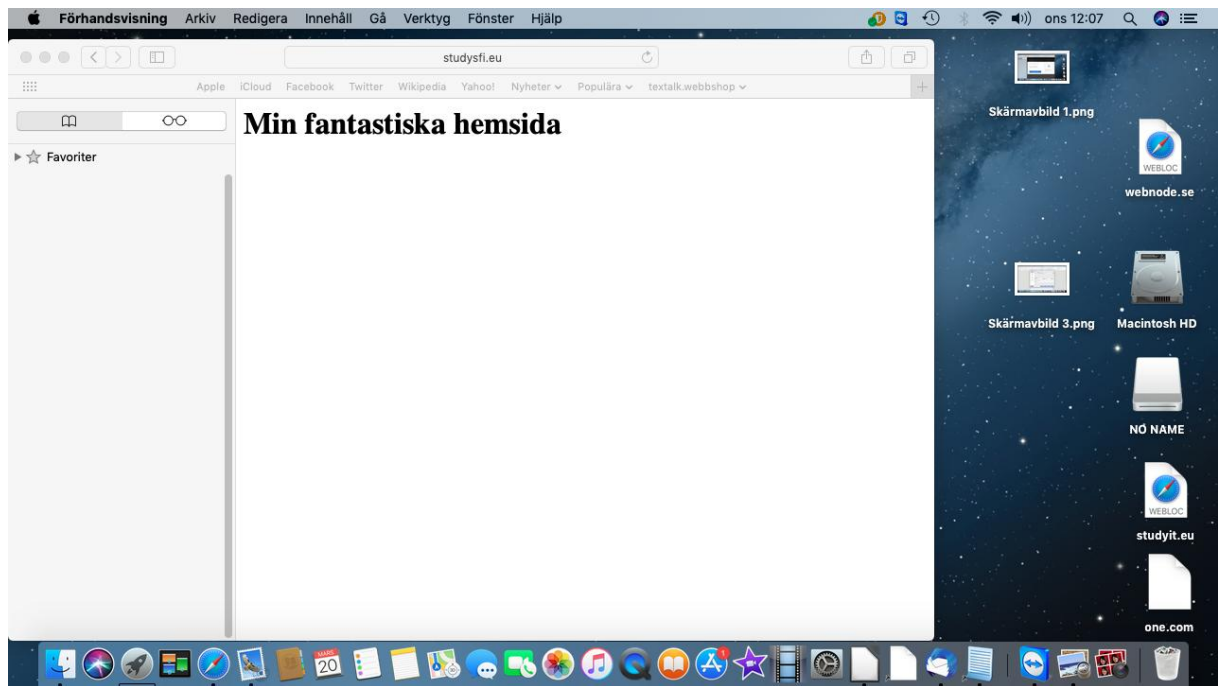 Förhandsvisning Arkiv Redigera Innehåll Gå Verktyg Fönster Hjälp ons 12:07
studysfi.eu
Apple iCloud Facebook Twitter Wikipedia Yahoo! Nyheter Populära textalk.webbshop
Min fantastiska hemsida
Favoriter
Skärmavbild 1.png
WEBLOC
webnode.se
Skärmavbild 3.png
Macintosh HD
NO NAME
WEBLOC
studyit.eu
one.com
MARS
20
1